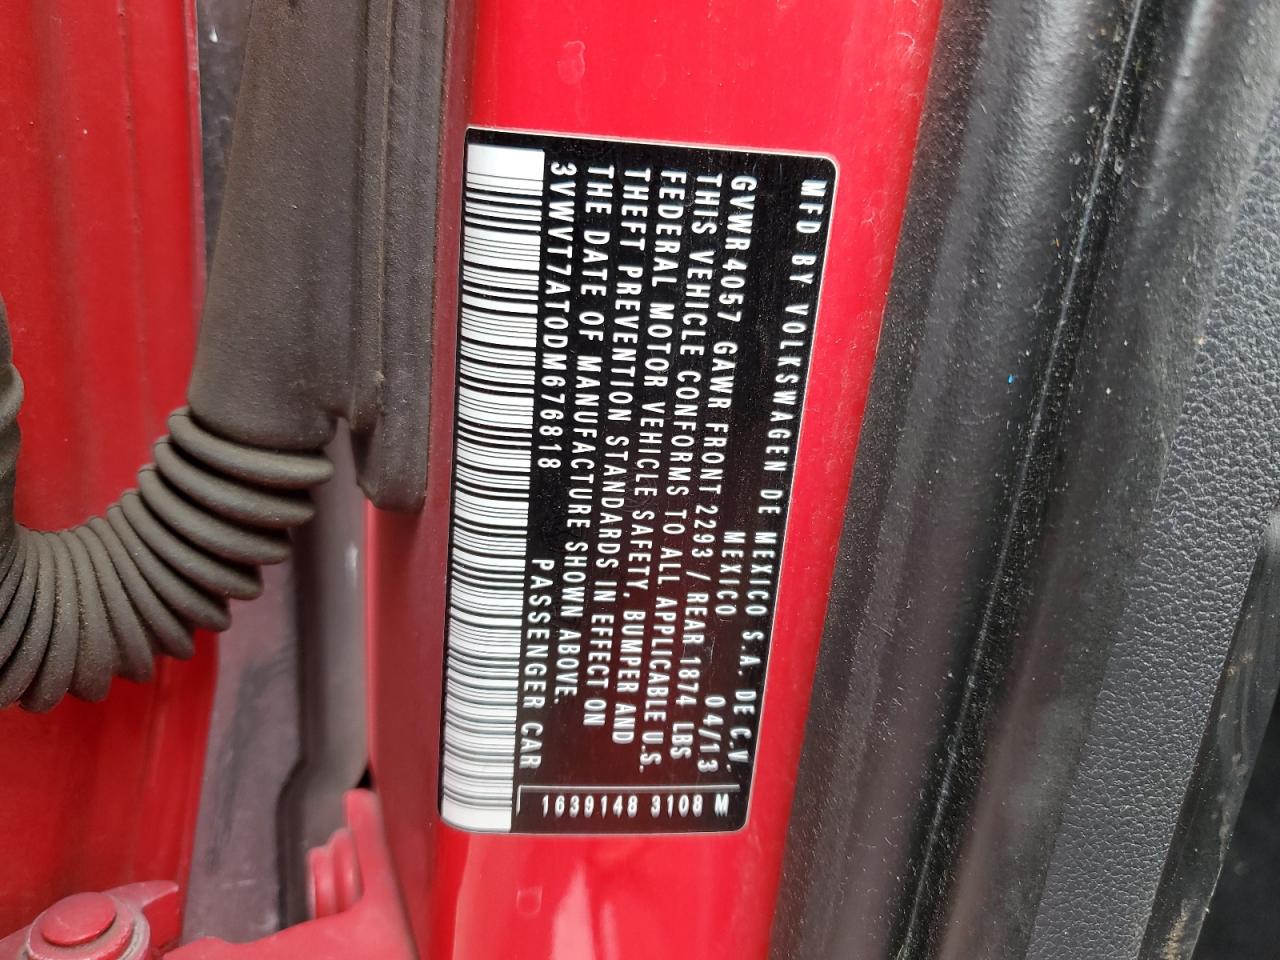 MFD BY VOLKSWAGEN DE MEXICO S.A. DE C.V.
MEXICO 04/13
GVWR 4057 GAWR FRONT 2293 / REAR 1874 LBS
THIS VEHICLE CONFORMS TO ALL APPLICABLE U.S.
FEDERAL MOTOR VEHICLE SAFETY, BUMPER AND
THEFT PREVENTION STANDARDS IN EFFECT ON
THE DATE OF MANUFACTURE SHOWN ABOVE.
3VWVT7AT0DM676818 PASSENGER CAR
1639148 3108 M